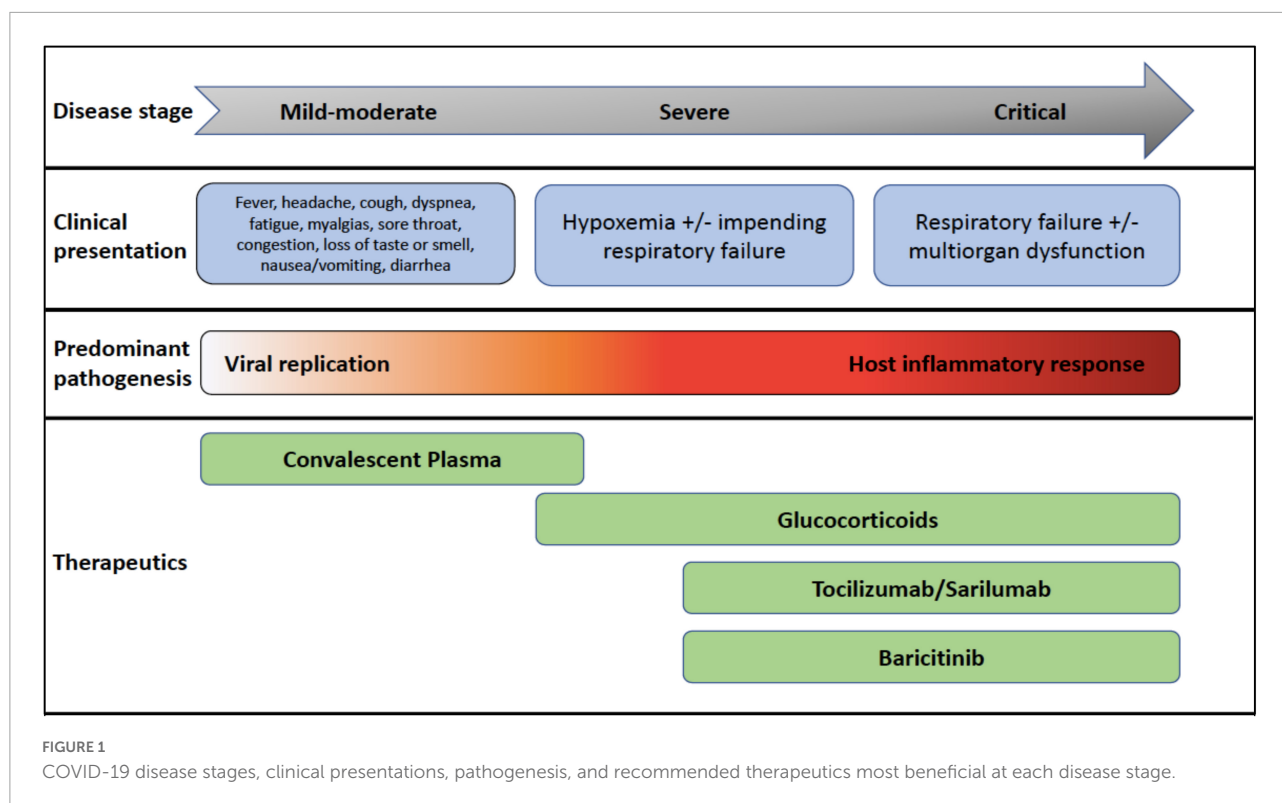 Disease stage
Mild-moderate
Severe
Critical
Clinical
presentation
Fever, headache, cough, dyspnea,
fatigue, myalgias, sore throat,
congestion, loss of taste or smell,
nausea/vomiting, diarrhea
Hypoxemia +/- impending
respiratory failure
Respiratory failure +/-
multiorgan dysfunction
Predominant
pathogenesis
Viral replication
Host inflammatory response
Therapeutics
Convalescent Plasma
Glucocorticoids
Tocilizumab/Sarilumab
Baricitinib
FIGURE 1
COVID-19 disease stages, clinical presentations, pathogenesis, and recommended therapeutics most beneficial at each disease stage.